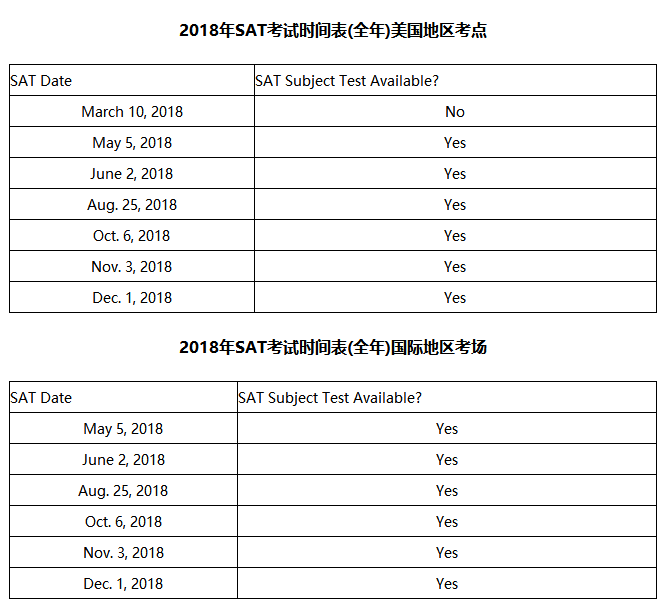 2018年SAT考试时间表(全年)美国地区考点
SAT Date SAT Subject Test Available?
March 10, 2018 No
May 5, 2018 Yes
June 2, 2018 Yes
Aug. 25, 2018 Yes
Oct. 6, 2018 Yes
Nov. 3, 2018 Yes
Dec. 1, 2018 Yes
2018年SAT考试时间表(全年)国际地区考场
SAT Date SAT Subject Test Available?
May 5, 2018 Yes
June 2, 2018 Yes
Aug. 25, 2018 Yes
Oct. 6, 2018 Yes
Nov. 3, 2018 Yes
Dec. 1, 2018 Yes